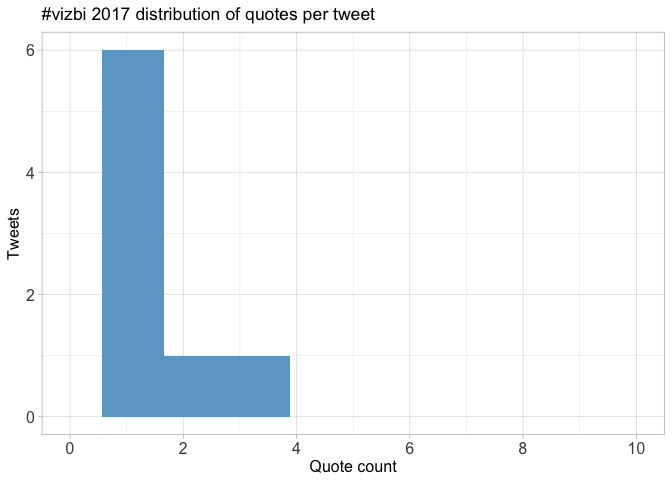 #vizbi 2017 distribution of quotes per tweet
6
4
2
0
Tweets
0 2 4 6 8 10
Quote count